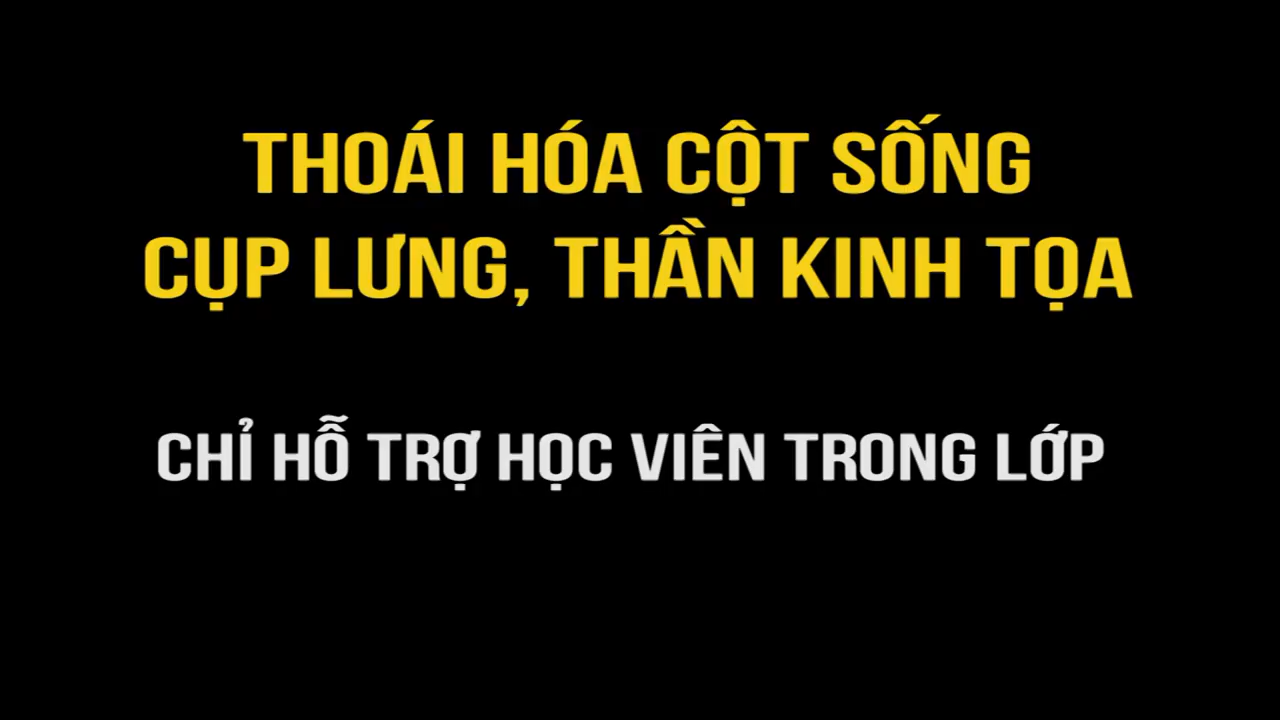 THOÁI HÓA CỘT SỐNG
CỤP LƯNG, THẦN KINH TỌA
CHỈ HỖ TRỢ HỌC VIÊN TRONG LỚP